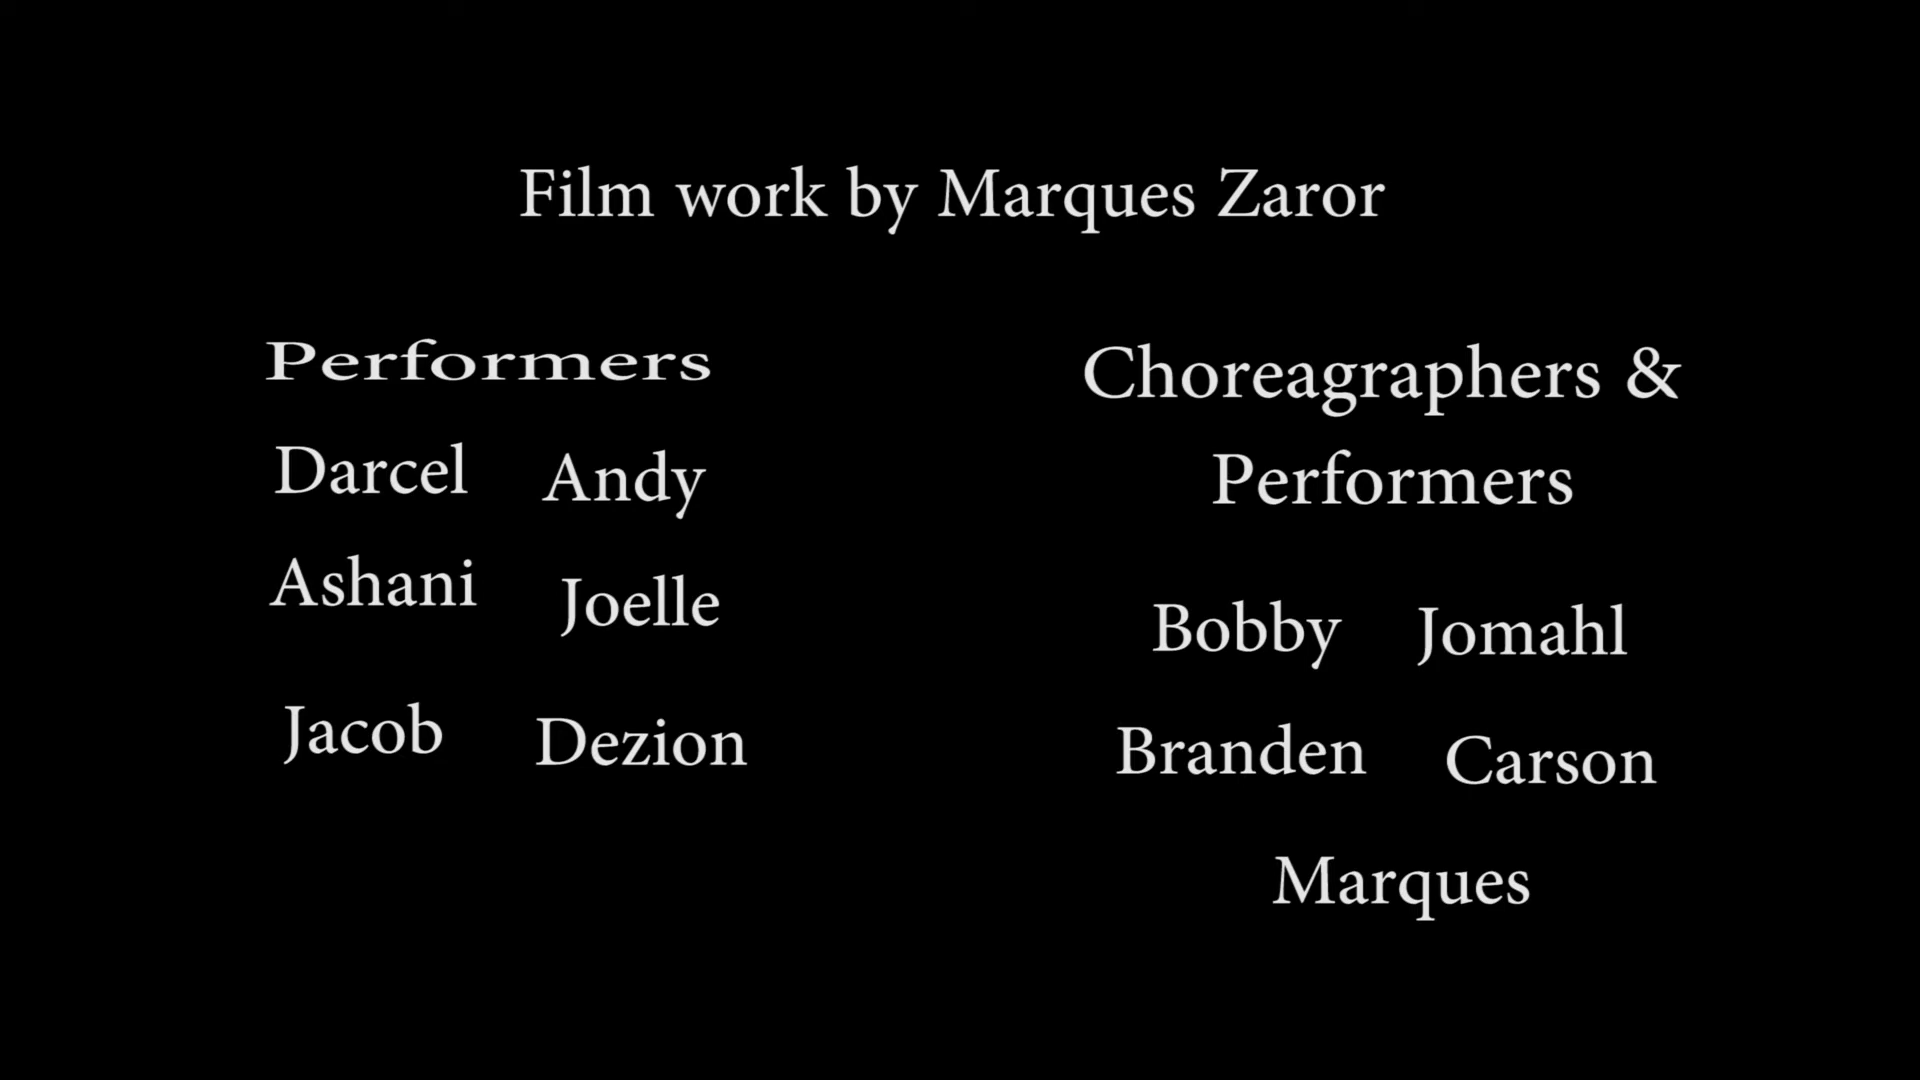 Film work by Marques Zaror
Performers
Darcel Andy
Ashani Joelle
Jacob Dezion
Choreagraphers &
Performers
Bobby Jomahl
Branden Carson
Marques